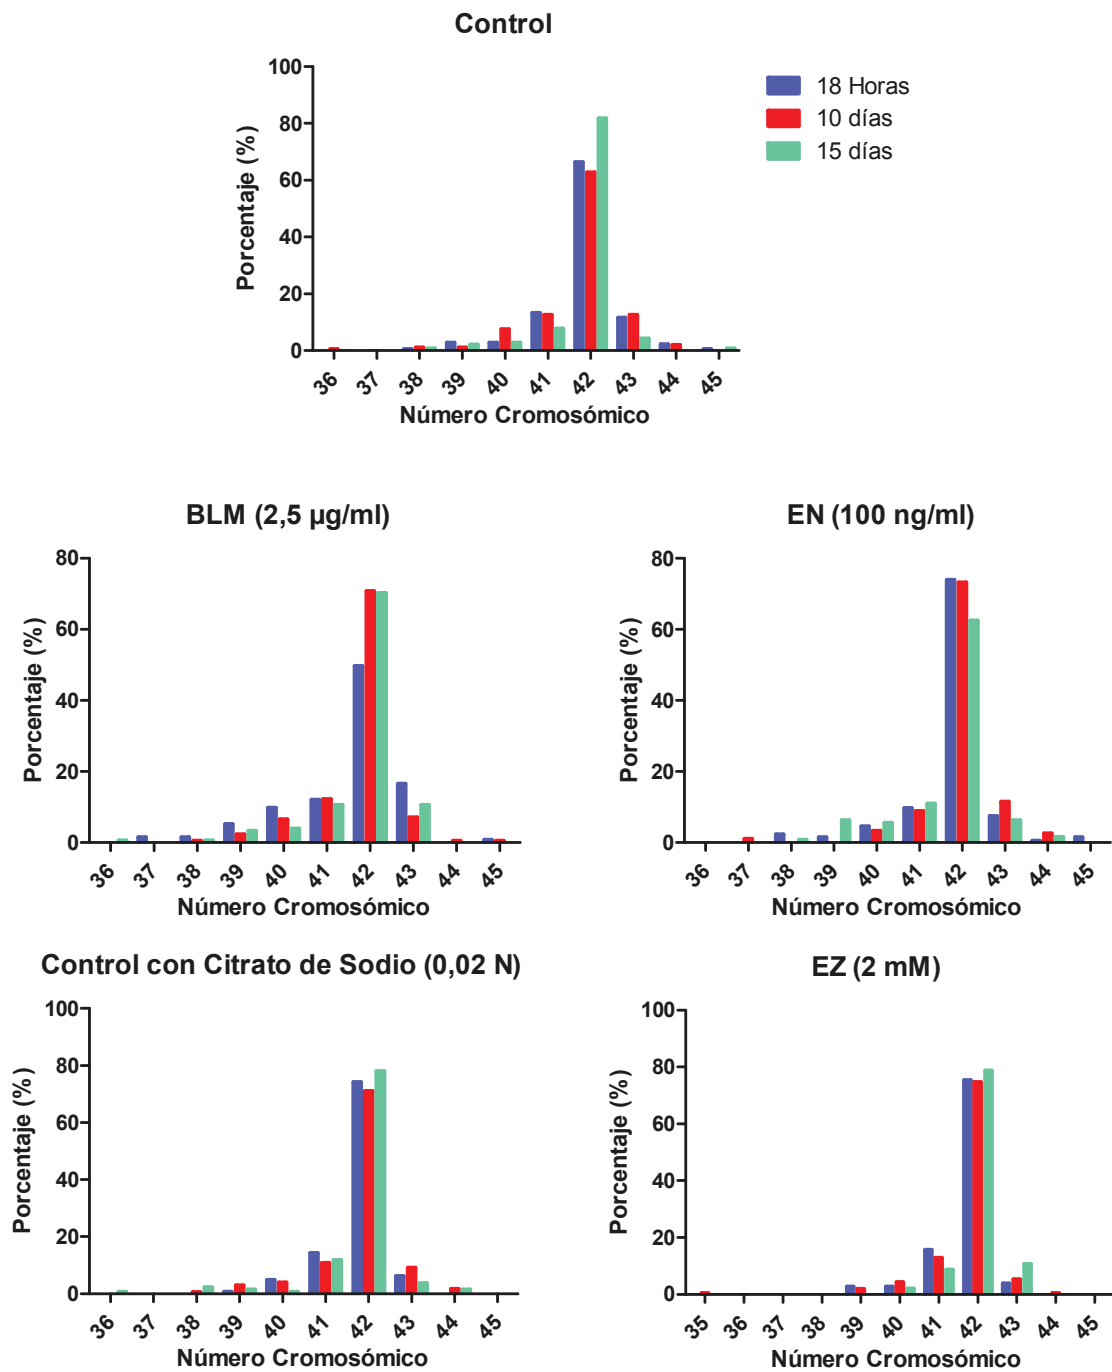 Control
100
80
60
40
20
0
Porcentaje (%)
36 37 38 39 40 41 42 43 44 45
Número Cromosómico
18 Horas
10 días
15 días
BLM (2,5 µg/ml)
80
60
40
20
0
Porcentaje (%)
36 37 38 39 40 41 42 43 44 45
Número Cromosómico
EN (100 ng/ml)
80
60
40
20
0
Porcentaje (%)
36 37 38 39 40 41 42 43 44 45
Número Cromosómico
Control con Citrato de Sodio (0,02 N)
100
80
60
40
20
0
Porcentaje (%)
36 37 38 39 40 41 42 43 44 45
Número Cromosómico
EZ (2 mM)
100
80
60
40
20
0
Porcentaje (%)
35 36 37 38 39 40 41 42 43 44 45
Número Cromosómico